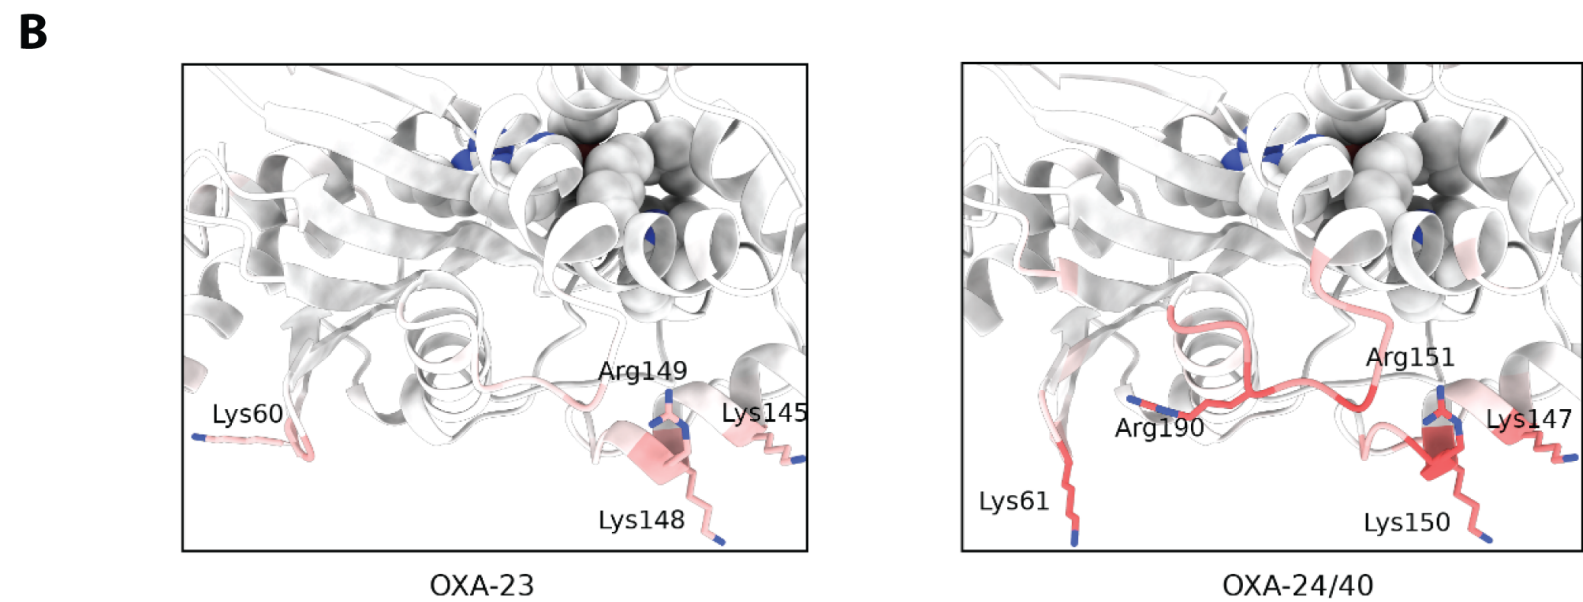 B
Arg149
Lys60
Lys145
Lys148
OXA-23
Arg151
Arg190
Lys147
Lys61
Lys150
OXA-24/40